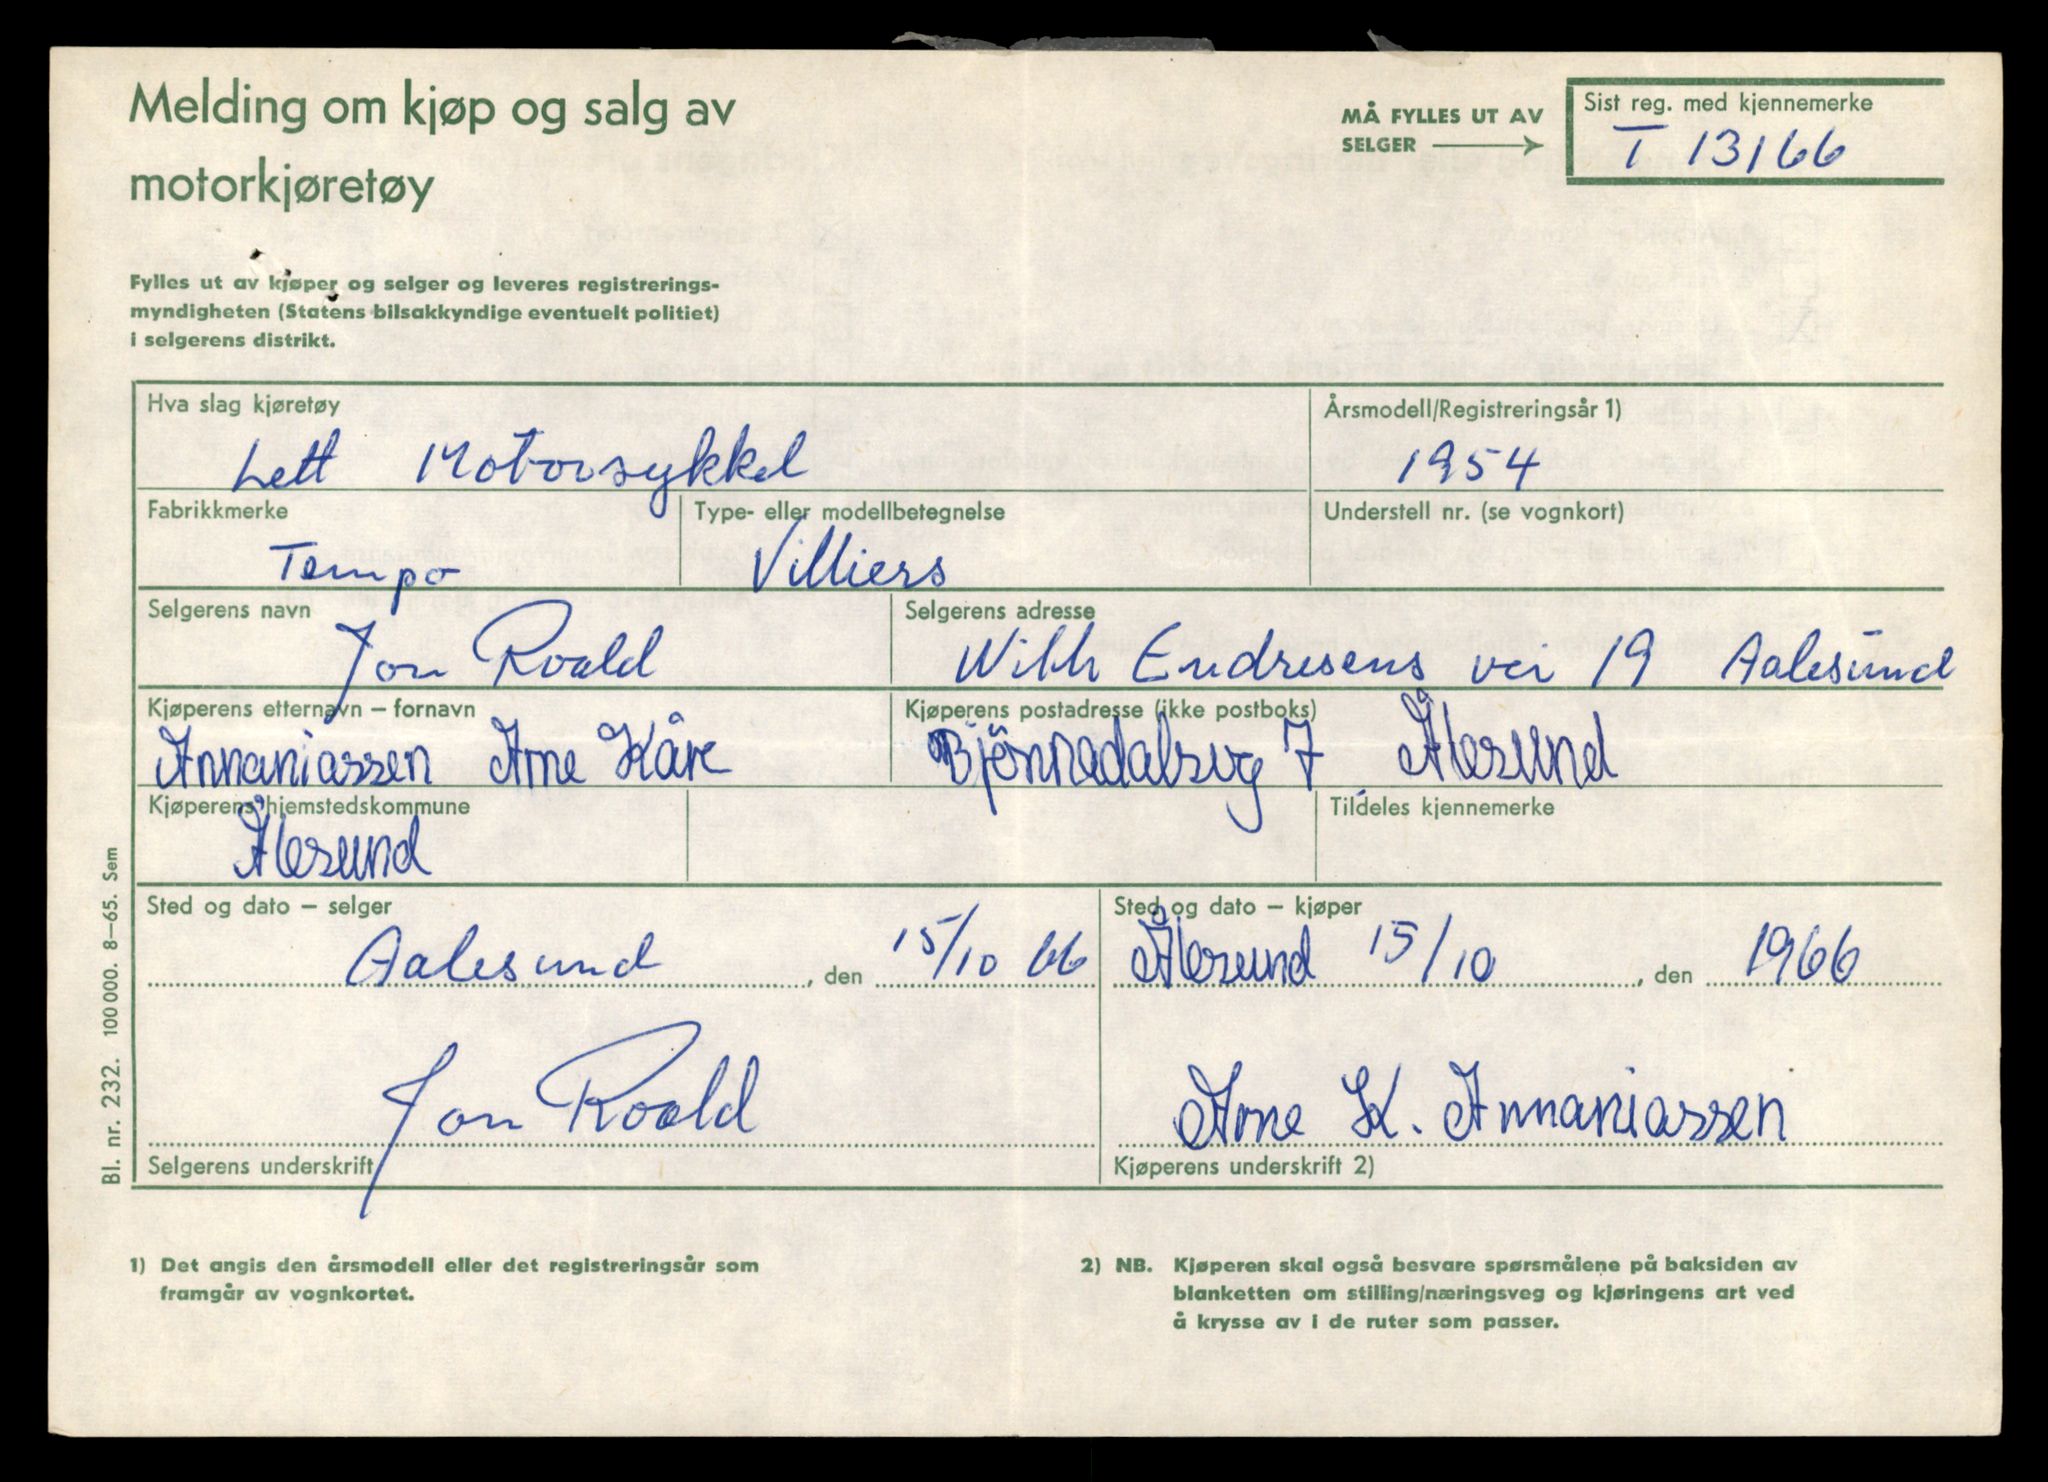 Melding om kjøp og salg av
motorkjøretøy
MÅ FYLLES UT AV
SELGER
Sist reg. med kjennemerke
T 13166
Fylles ut av kjøper og selger og leveres registrerings-
myndigheten (Statens bilsakkyndige eventuelt politiet)
i selgerens distrikt.
Hva slag kjøretøy
Lett Motorsykkel
Årsmodell/Registreringsår 1)
1954
Fabrikkmerke
Tempo
Type- eller modellbetegnelse
Villiers
Understell nr. (se vognkort)
Selgerens navn
Jon Roald
Selgerens adresse
Wilh Endresens vei 19 Aalesund
Kjøperens etternavn – fornavn
Annaniassen Arne Kåre
Kjøperens postadresse (ikke postboks)
Bjönnadalsvg 7 Ålesund
Kjøperens hjemstedskommune
Ålesund
Tildeles kjennemerke
Sted og dato – selger
Aalesund, den 15/10 66
Sted og dato – kjøper
Ålesund 15/10, den 1966
Jon Roald
Selgerens underskrift
Arne K. Annaniassen
Kjøperens underskrift 2)
Bl. nr. 232. 100 000. 8–65. Sem
1) Det angis den årsmodell eller det registreringsår som
framgår av vognkortet.
2) NB. Kjøperen skal også besvare spørsmålene på baksiden av
blanketten om stilling/næringsveg og kjøringens art ved
å krysse av i de ruter som passer.